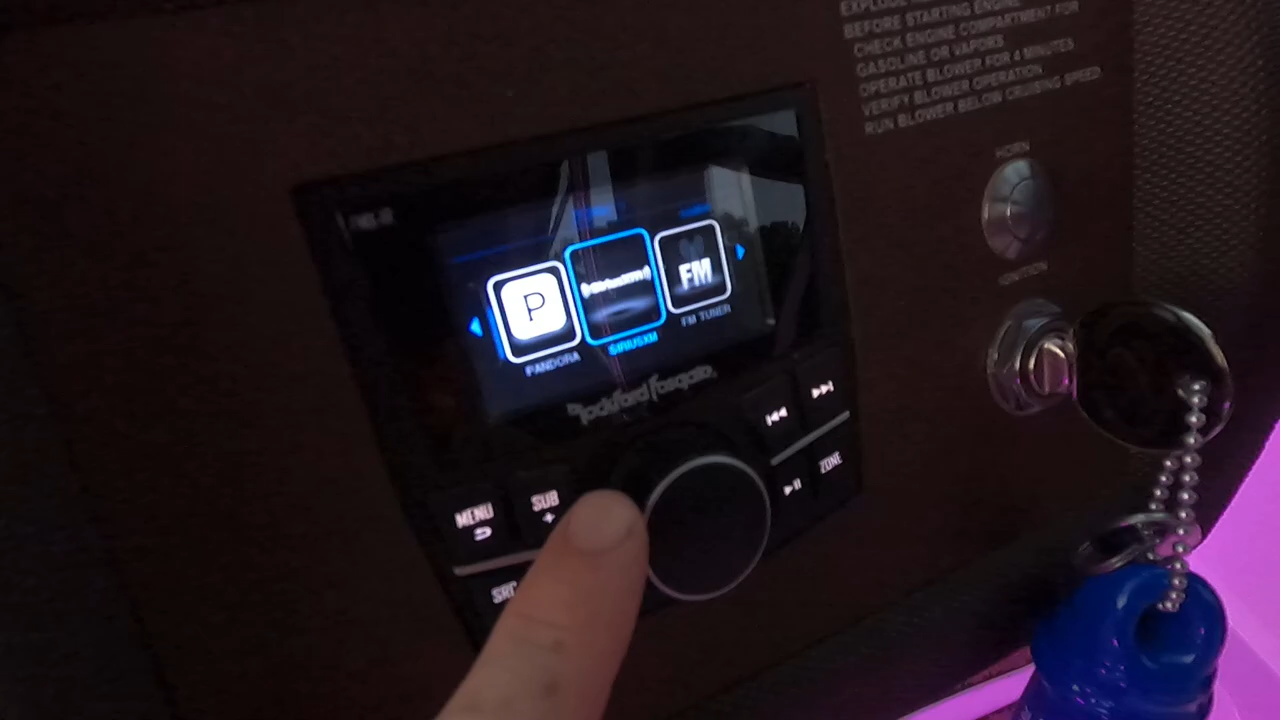 BEFORE STARTING ENGINE
CHECK ENGINE COMPARTMENT FOR
GASOLINE OR VAPORS
OPERATE BLOWER FOR 4 MINUTES
VERIFY BLOWER OPERATION
RUN BLOWER BELOW CRUISING SPEED
HORN
IGNITION
P
SiriusXM
FM
PANDORA
SIRIUSXM
FM TUNER
Rockford Fosgate
MENU
SUB
+
ZONE